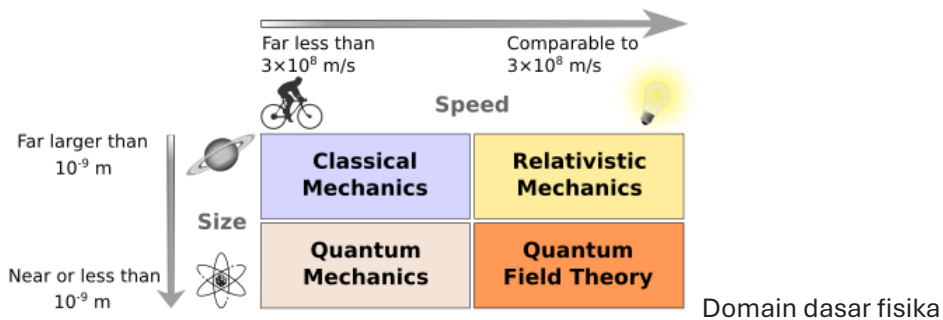 Far less than
3×10⁸ m/s
Comparable to
3×10⁸ m/s
Speed
Far larger than
10⁻⁹ m
Classical
Mechanics
Relativistic
Mechanics
Size
Near or less than
10⁻⁹ m
Quantum
Mechanics
Quantum
Field Theory
Domain dasar fisika